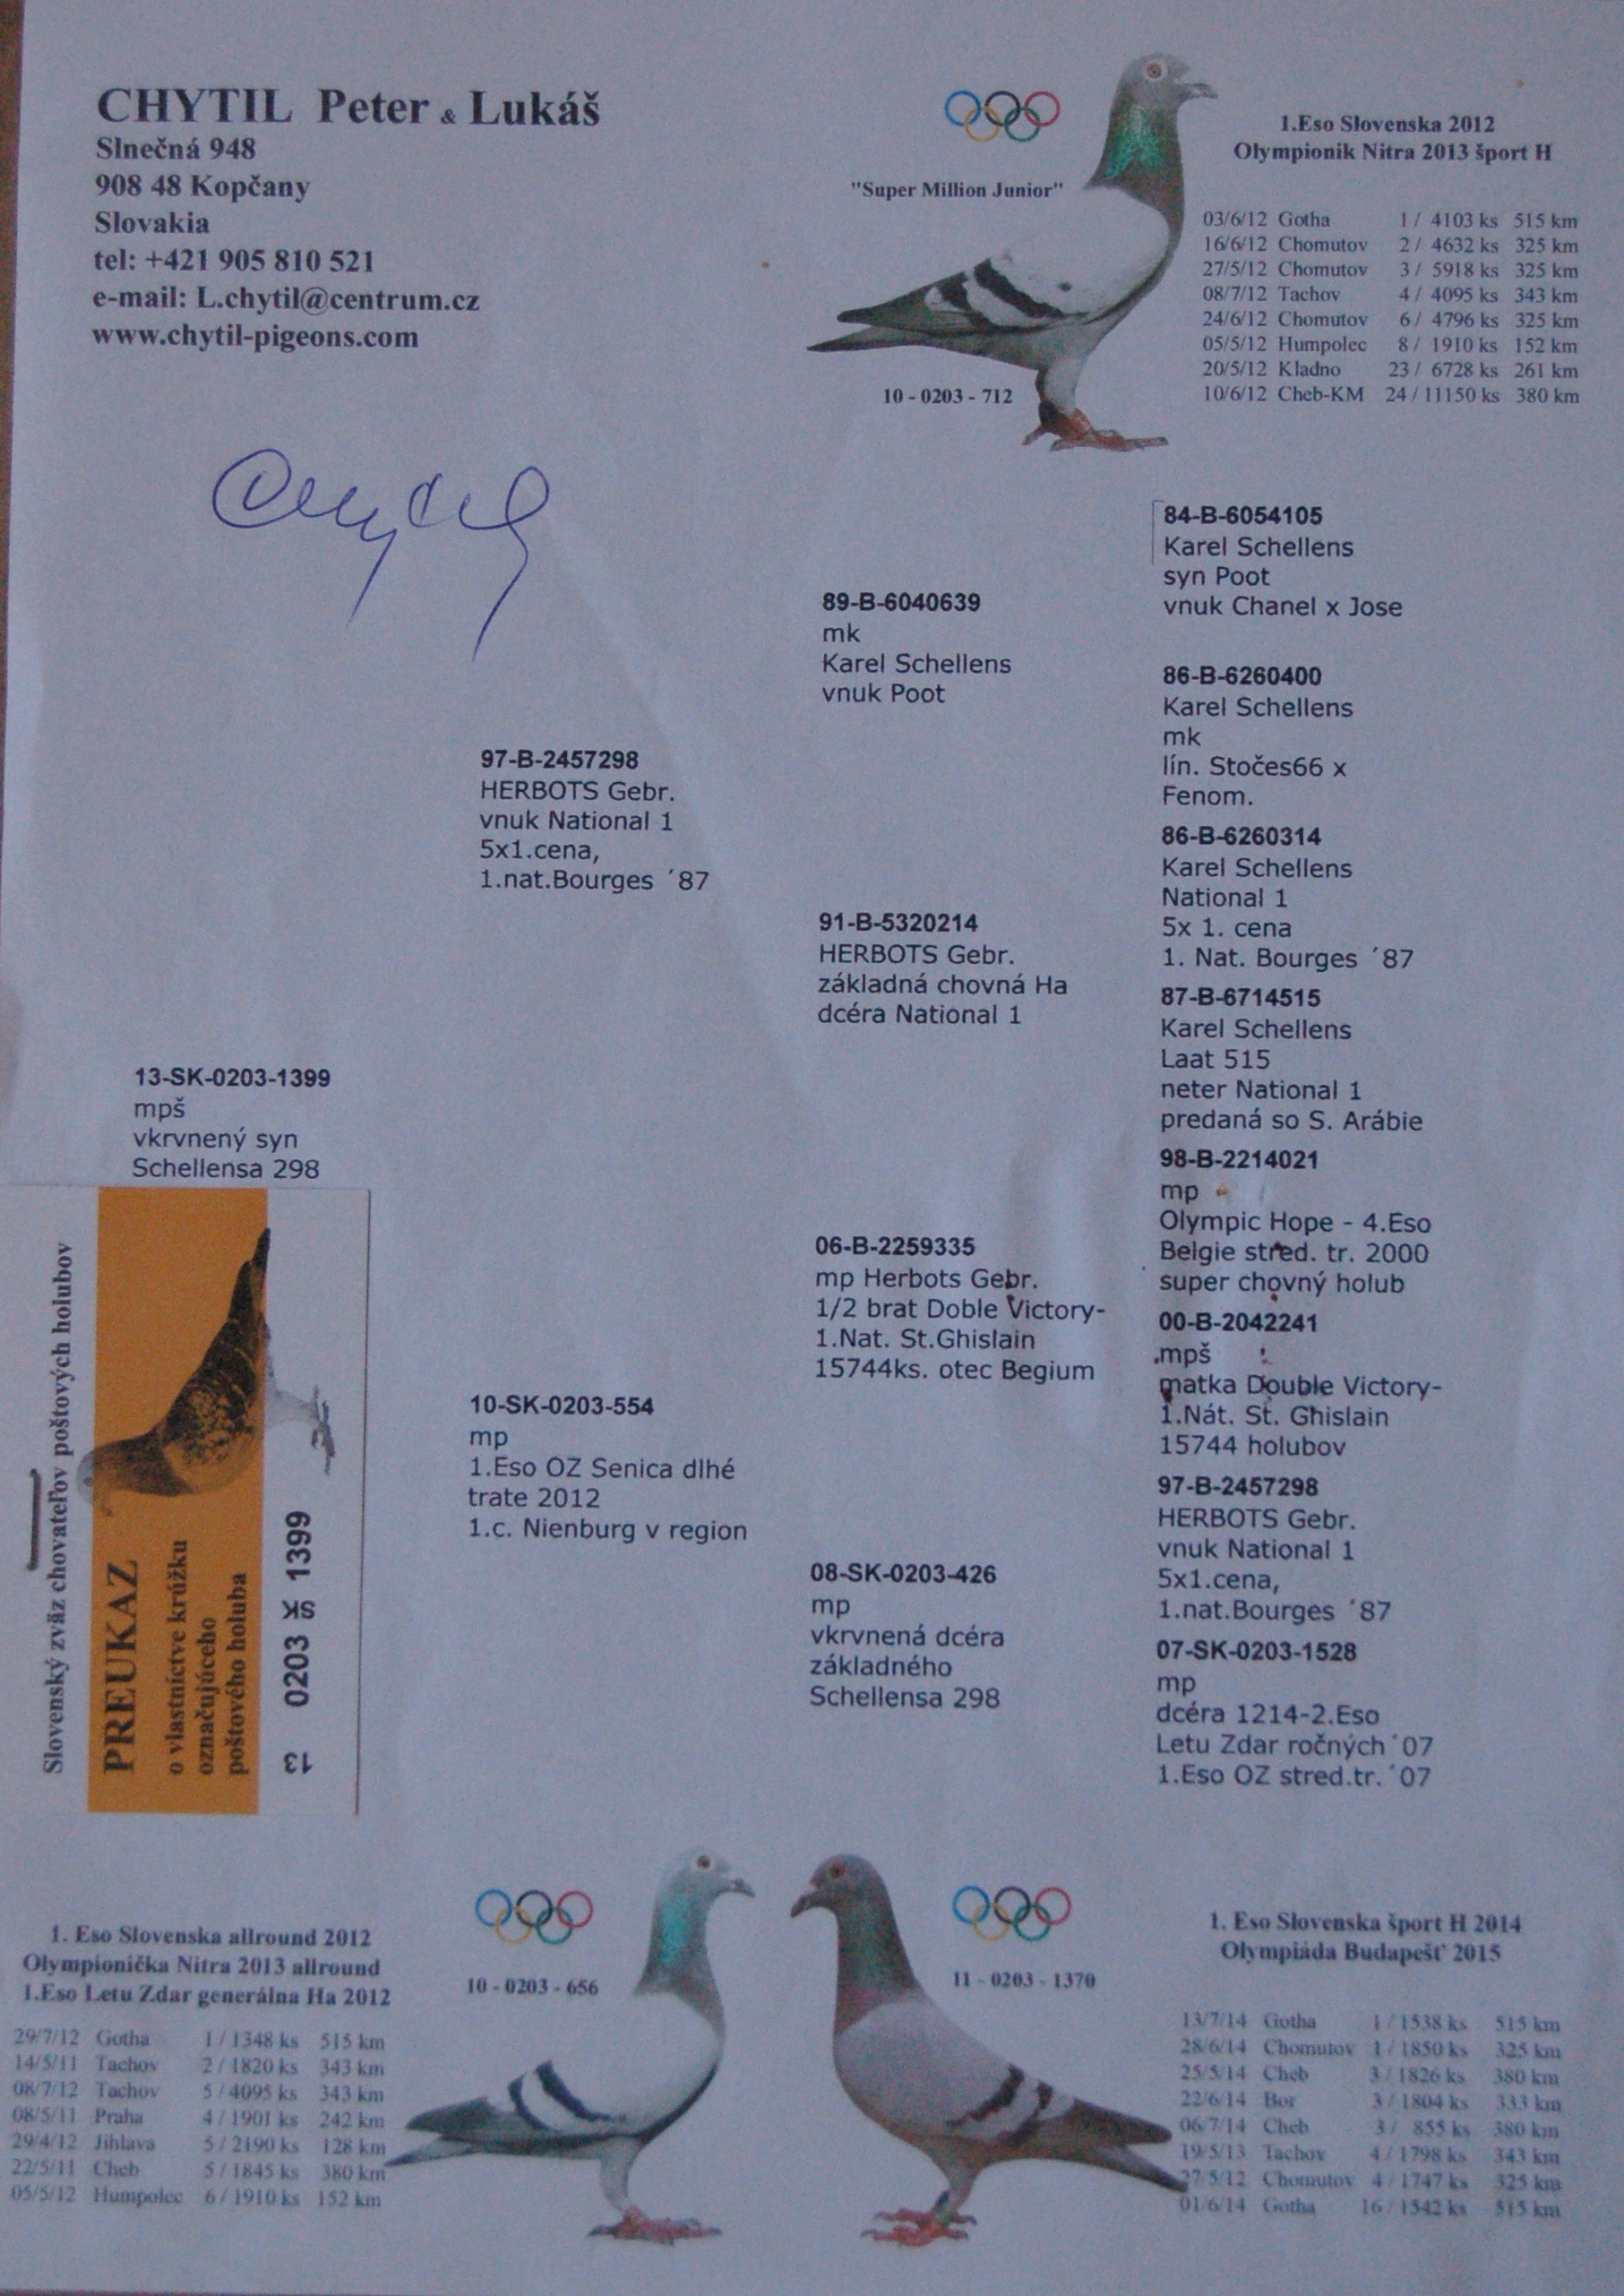 CHYTIL Peter & Lukáš
Slnečná 948
908 48 Kopčany
Slovakia
tel: +421 905 810 521
e-mail: L.chytil@centrum.cz
www.chytil-pigeons.com
"Super Million Junior"
10 - 0203 - 712
1.Eso Slovenska 2012
Olympionik Nitra 2013 šport H
03/6/12 Gotha 1 / 4103 ks 515 km
16/6/12 Chomutov 2 / 4632 ks 325 km
27/5/12 Chomutov 3 / 5918 ks 325 km
08/7/12 Tachov 4 / 4095 ks 343 km
24/6/12 Chomutov 6 / 4796 ks 325 km
05/5/12 Humpolec 8 / 1910 ks 152 km
20/5/12 Kladno 23 / 6728 ks 261 km
10/6/12 Cheb-KM 24 / 11150 ks 380 km
Chytil
13-SK-0203-1399
mpš
vkrvnený syn
Schellensa 298
97-B-2457298
HERBOTS Gebr.
vnuk National 1
5x1.cena,
1.nat.Bourges ´87
10-SK-0203-554
mp
1.Eso OZ Senica dlhé
trate 2012
1.c. Nienburg v region
89-B-6040639
mk
Karel Schellens
vnuk Poot
91-B-5320214
HERBOTS Gebr.
základná chovná Ha
dcéra National 1
06-B-2259335
mp Herbots Gebr.
1/2 brat Doble Victory-
1.Nat. St.Ghislain
15744ks. otec Begium
08-SK-0203-426
mp
vkrvnená dcéra
základného
Schellensa 298
84-B-6054105
Karel Schellens
syn Poot
vnuk Chanel x Jose
86-B-6260400
Karel Schellens
mk
lín. Stočes66 x
Fenom.
86-B-6260314
Karel Schellens
National 1
5x 1. cena
1. Nat. Bourges ´87
87-B-6714515
Karel Schellens
Laat 515
neter National 1
predaná so S. Arábie
98-B-2214021
mp
Olympic Hope - 4.Eso
Belgie stred. tr. 2000
super chovný holub
00-B-2042241
mpš
matka Double Victory-
1.Nát. St. Ghislain
15744 holubov
97-B-2457298
HERBOTS Gebr.
vnuk National 1
5x1.cena,
1.nat.Bourges ´87
07-SK-0203-1528
mp
dcéra 1214-2.Eso
Letu Zdar ročných ´07
1.Eso OZ stred.tr. ´07
Slovenský zväz chovateľov poštových holubov
PREUKAZ
o vlastníctve krúžku
označujúceho
poštového holuba
13 0203 SK 1399
1. Eso Slovenska allround 2012
Olympionička Nitra 2013 allround
1.Eso Letu Zdar generálna Ha 2012
10 - 0203 - 656
29/7/12 Gotha 1 / 1348 ks 515 km
14/5/11 Tachov 2 / 1820 ks 343 km
08/7/12 Tachov 5 / 4095 ks 343 km
08/5/11 Praha 4 / 1901 ks 242 km
29/4/12 Jihlava 5 / 2190 ks 128 km
22/5/11 Cheb 5 / 1845 ks 380 km
05/5/12 Humpolec 6 / 1910 ks 152 km
11 - 0203 - 1370
1. Eso Slovenska šport H 2014
Olympiáda Budapešť 2015
13/7/14 Gotha 1 / 1538 ks 515 km
28/6/14 Chomutov 1 / 1850 ks 325 km
25/5/14 Cheb 3 / 1826 ks 380 km
22/6/14 Bor 3 / 1804 ks 333 km
06/7/14 Cheb 3 / 855 ks 380 km
19/5/13 Tachov 4 / 1798 ks 343 km
27/5/12 Chomutov 4 / 1747 ks 325 km
01/6/14 Gotha 16 / 1542 ks 515 km